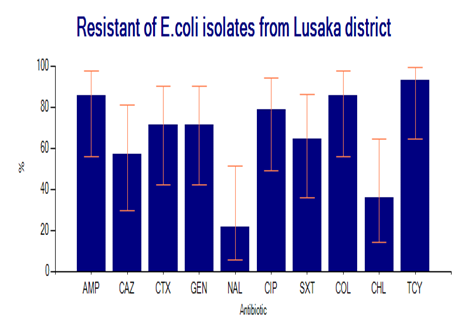 Resistant of E.coli isolates from Lusaka district
100
80
60
40
20
0
%
AMP CAZ CTX GEN NAL CIP SXT COL CHL TCY
Antibiotic